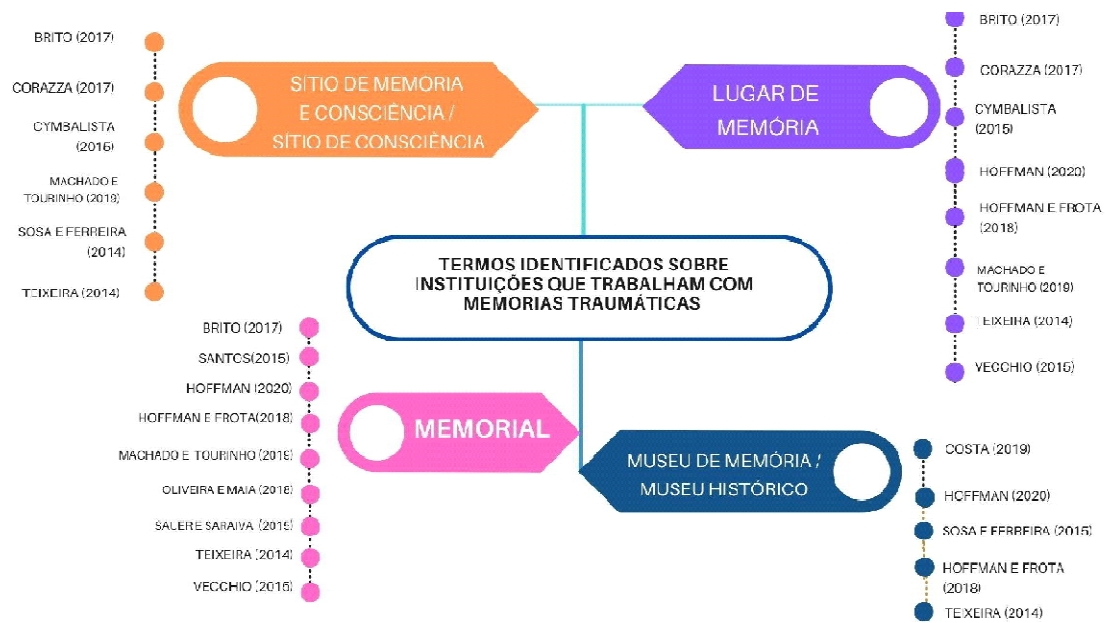 BRITO (2017)
CORAZZA (2017)
CYMBALISTA
(2015)
MACHADO E
TOURINHO (2019)
SOSA E FERREIRA
(2014)
TEIXEIRA (2014)
SÍTIO DE MEMORIA
E CONSCIÊNCIA /
SÍTIO DE CONSCIÊNCIA
LUGAR DE
MEMÓRIA
BRITO (2017)
CORAZZA (2017)
CYMBALISTA
(2015)
HOFFMAN (2020)
HOFFMAN E FROTA
(2018)
MACHADO E
TOURINHO (2019)
TEIXEIRA (2014)
VECCHIO (2015)
TERMOS IDENTIFICADOS SOBRE
INSTITUIÇÕES QUE TRABALHAM COM
MEMORIAS TRAUMÁTICAS
BRITO (2017)
SANTOS(2015)
HOFFMAN (2020)
HOFFMAN E FROTA(2018)
MACHADO E TOURINHO (2019)
OLIVEIRA E MAIA (2016)
SAUER E SARAIVA (2015)
TEIXEIRA (2014)
VECCHIO (2015)
MEMORIAL
MUSEU DE MEMÓRIA /
MUSEU HISTÓRICO
COSTA (2019)
HOFFMAN (2020)
SOSA E FERREIRA (2015)
HOFFMAN E FROTA
(2018)
TEIXEIRA (2014)